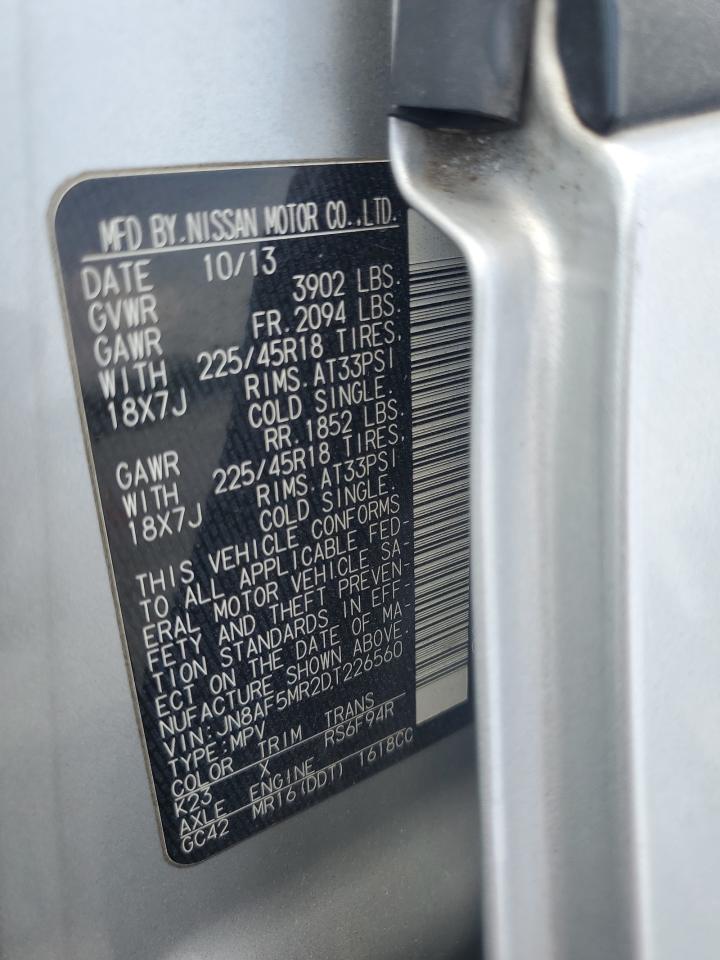 MFD BY.NISSAN MOTOR CO.,LTD.
DATE 10/13
GVWR 3902 LBS.
GAWR FR. 2094 LBS.
WITH 225/45R18 TIRES,
18X7J RIMS. AT33PSI
COLD SINGLE.
GAWR RR. 1852 LBS.
WITH 225/45R18 TIRES,
18X7J RIMS. AT33PSI
COLD SINGLE.
THIS VEHICLE CONFORMS
TO ALL APPLICABLE FED-
ERAL MOTOR VEHICLE SA-
FETY AND THEFT PREVEN-
TION STANDARDS IN EFF
ECT ON THE DATE OF MA-
NUFACTURE SHOWN ABOVE.
VIN:JN8AF5MR2DT226560
TYPE:MPV
COLOR TRIM TRANS
K23 X RS6F94R
AXLE ENGINE
GC42 MR16(DDT) 1618CC